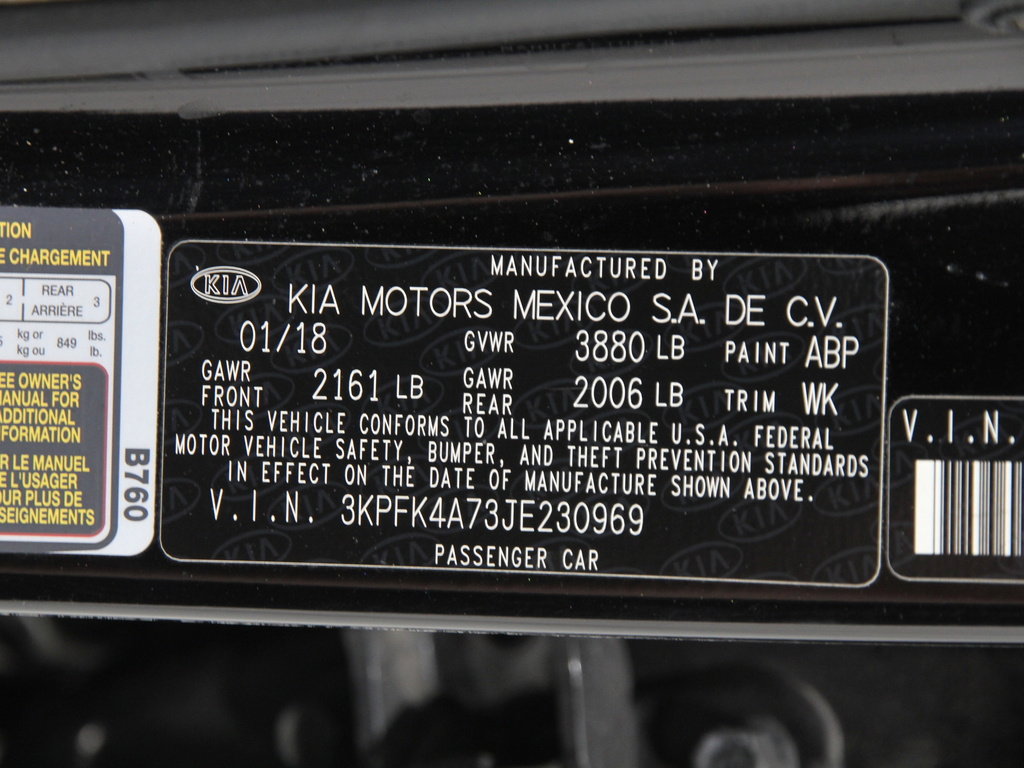 TION
E CHARGEMENT
2 REAR ARRIÈRE 3
kg or kg ou 849 lbs. lb.
EE OWNER'S
MANUAL FOR
ADDITIONAL
FORMATION
R LE MANUEL
E L'USAGER
OUR PLUS DE
SEIGNEMENTS
B760
KIA
MANUFACTURED BY
KIA MOTORS MEXICO S.A. DE C.V.
01/18 GVWR 3880 LB PAINT ABP
GAWR FRONT 2161 LB GAWR REAR 2006 LB TRIM WK
THIS VEHICLE CONFORMS TO ALL APPLICABLE U.S.A. FEDERAL
MOTOR VEHICLE SAFETY, BUMPER, AND THEFT PREVENTION STANDARDS
IN EFFECT ON THE DATE OF MANUFACTURE SHOWN ABOVE.
V.I.N. 3KPFK4A73JE230969
PASSENGER CAR
V.I.N.